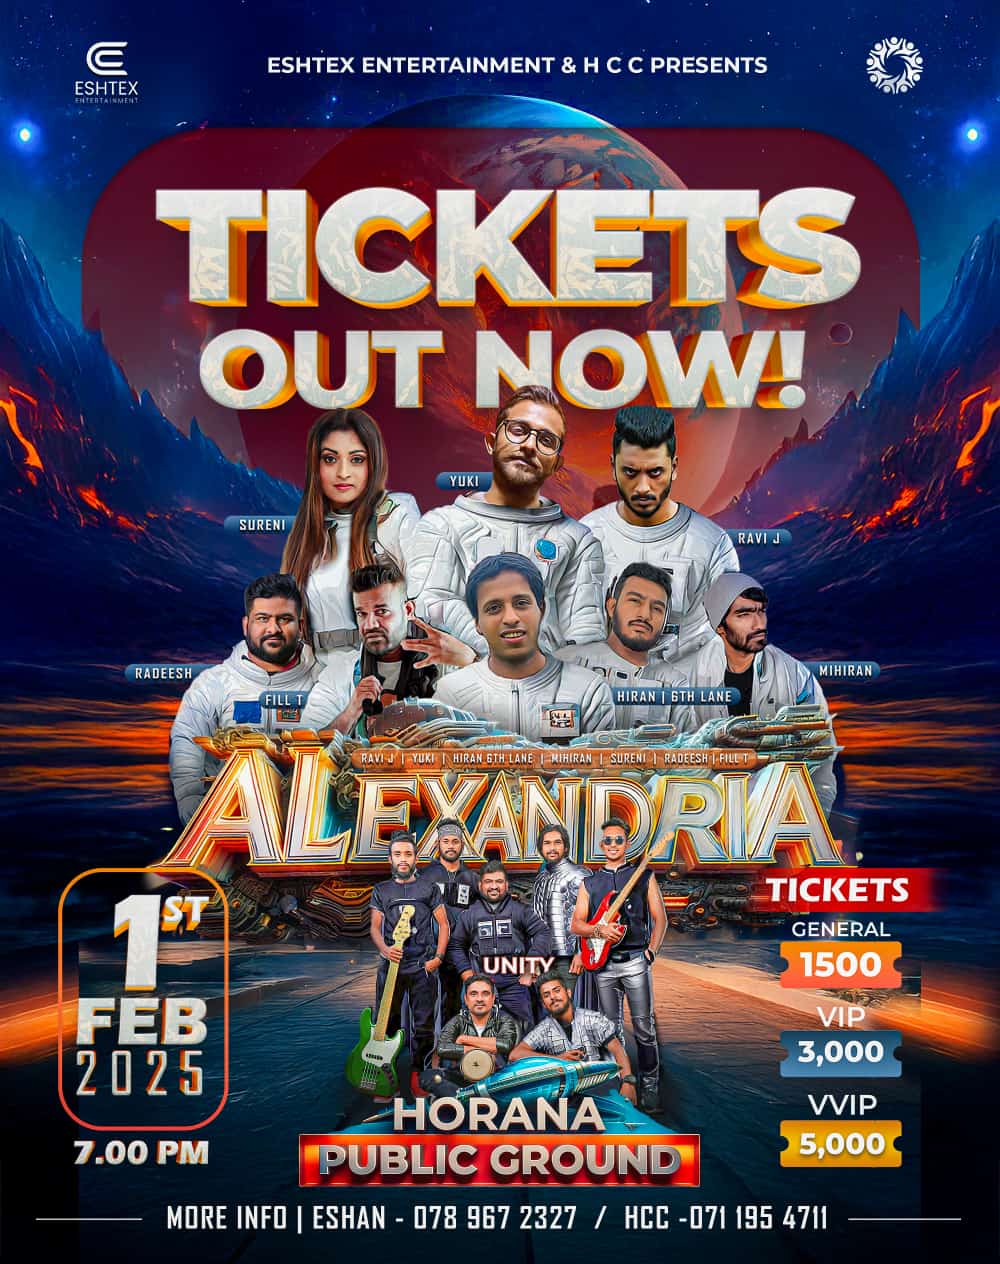 ESHTEX
ENTERTAINMENT
ESHTEX ENTERTAINMENT & H C C PRESENTS
TICKETS
OUT NOW!
YUKI
SURENI
RAVI J
RADEESH
FILL T
HIRAN | 6TH LANE
MIHIRAN
RAVI J | YUKI | HIRAN 6TH LANE | MIHIRAN | SURENI | RADEESH | FILL T
ALEXANDRIA
UNITY
1ST
FEB
2025
7.00 PM
TICKETS
GENERAL
1500
VIP
3,000
VVIP
5,000
HORANA
PUBLIC GROUND
MORE INFO | ESHAN - 078 967 2327 / HCC -071 195 4711